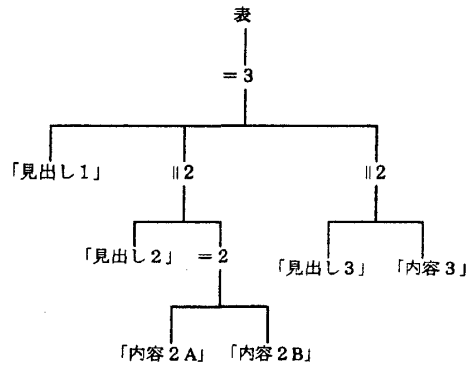 表
= 3
「見出し1」 || 2 || 2
「見出し2」 = 2 「見出し3」 「内容3」
「内容2A」 「内容2B」